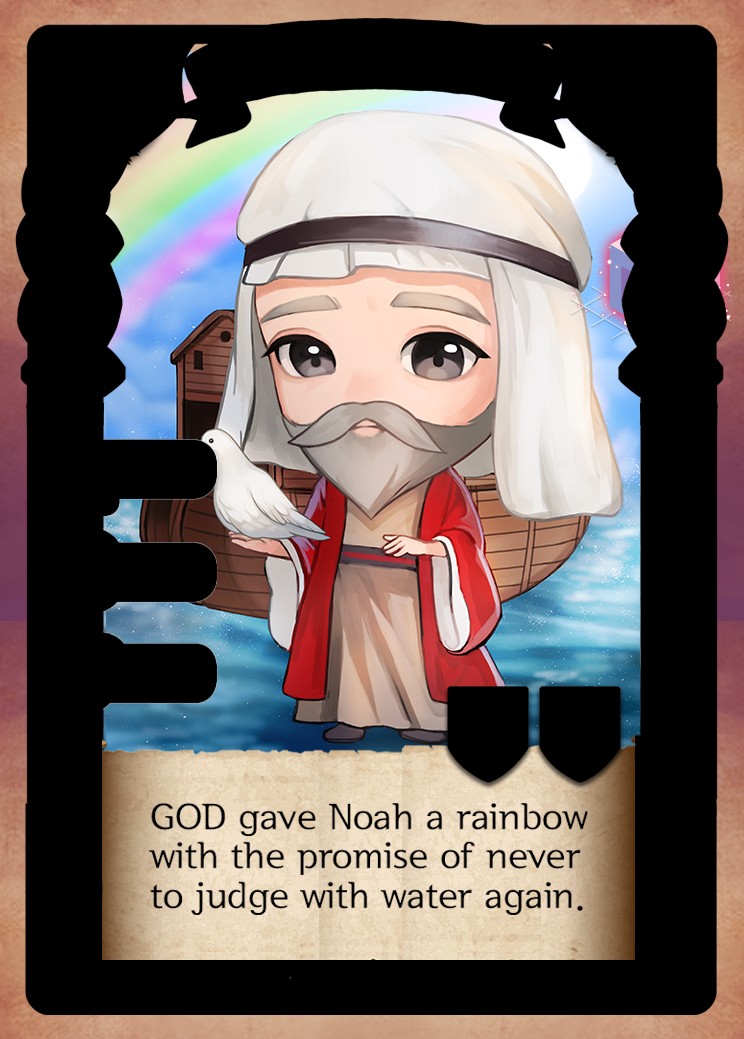 GOD gave Noah a rainbow
with the promise of never
to judge with water again.